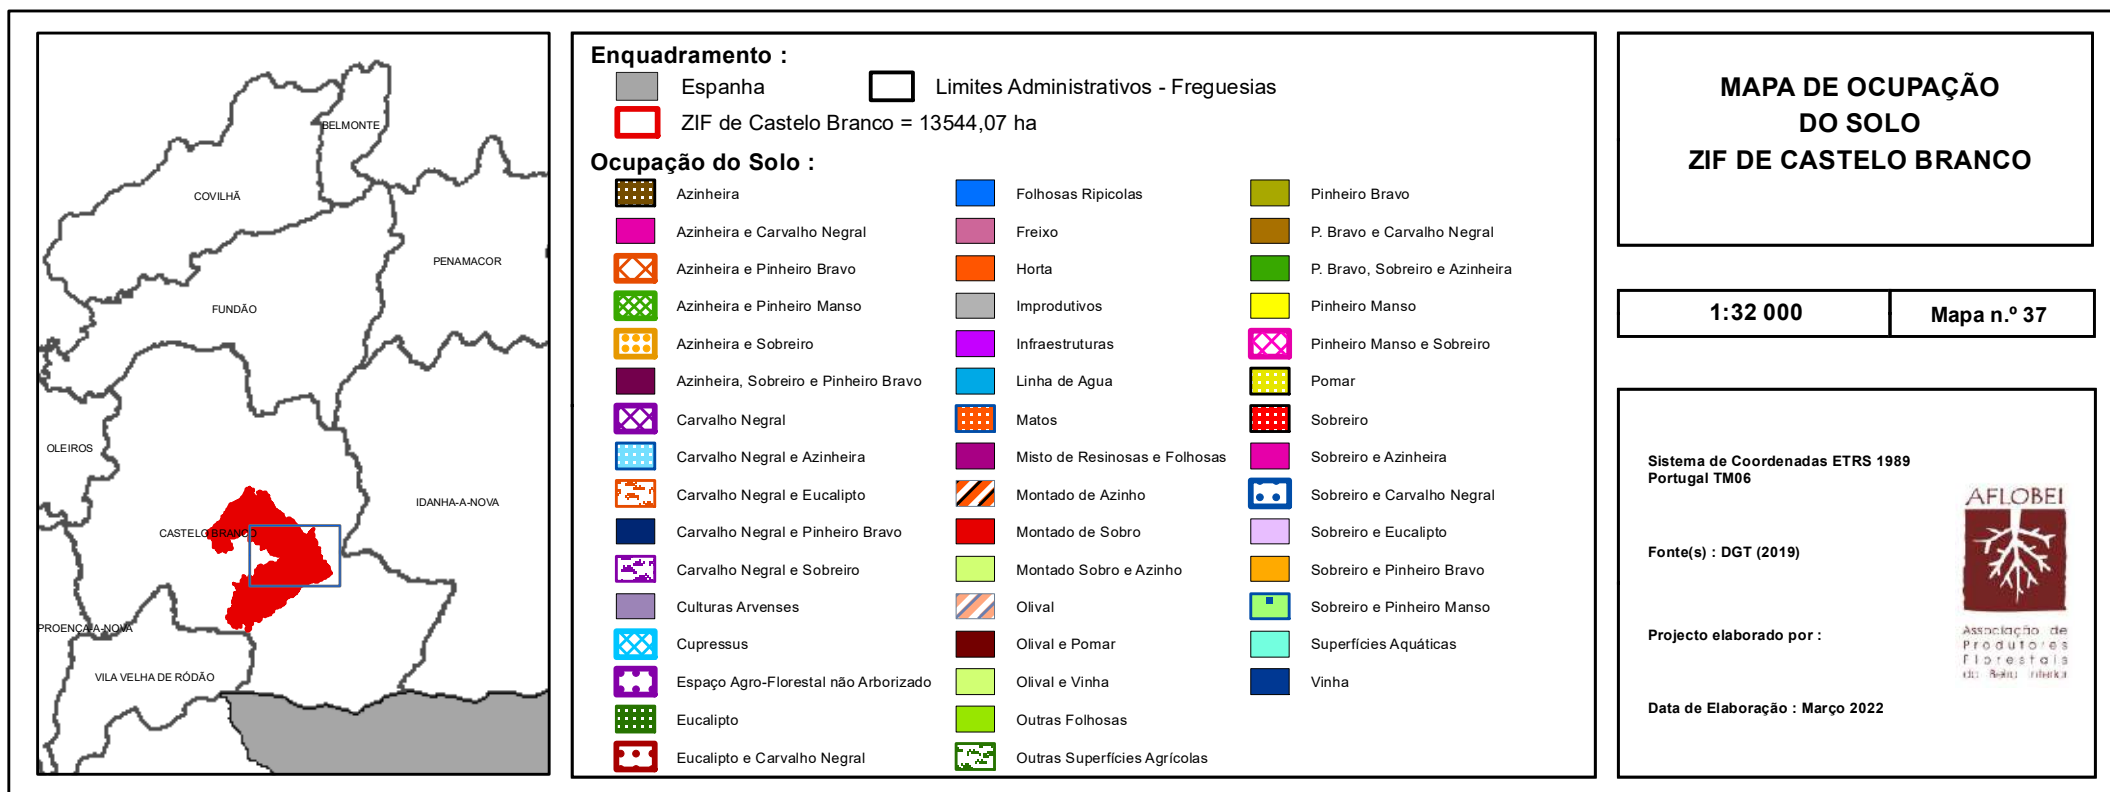 BELMONTE
COVILHÃ
PENAMACOR
FUNDÃO
OLEIROS
IDANHA-A-NOVA
CASTELO BRANCO
PROENÇA-A-NOVA
VILA VELHA DE RÓDÃO
Enquadramento :
Espanha
Limites Administrativos - Freguesias
ZIF de Castelo Branco = 13544,07 ha
Ocupação do Solo :
Azinheira
Azinheira e Carvalho Negral
Azinheira e Pinheiro Bravo
Azinheira e Pinheiro Manso
Azinheira e Sobreiro
Azinheira, Sobreiro e Pinheiro Bravo
Carvalho Negral
Carvalho Negral e Azinheira
Carvalho Negral e Eucalipto
Carvalho Negral e Pinheiro Bravo
Carvalho Negral e Sobreiro
Culturas Arvenses
Cupressus
Espaço Agro-Florestal não Arborizado
Eucalipto
Eucalipto e Carvalho Negral
Folhosas Ripicolas
Freixo
Horta
Improdutivos
Infraestruturas
Linha de Agua
Matos
Misto de Resinosas e Folhosas
Montado de Azinho
Montado de Sobro
Montado Sobro e Azinho
Olival
Olival e Pomar
Olival e Vinha
Outras Folhosas
Outras Superfícies Agrícolas
Pinheiro Bravo
P. Bravo e Carvalho Negral
P. Bravo, Sobreiro e Azinheira
Pinheiro Manso
Pinheiro Manso e Sobreiro
Pomar
Sobreiro
Sobreiro e Azinheira
Sobreiro e Carvalho Negral
Sobreiro e Eucalipto
Sobreiro e Pinheiro Bravo
Sobreiro e Pinheiro Manso
Superfícies Aquáticas
Vinha
MAPA DE OCUPAÇÃO
DO SOLO
ZIF DE CASTELO BRANCO
1:32 000
Mapa n.º 37
Sistema de Coordenadas ETRS 1989
Portugal TM06
Fonte(s) : DGT (2019)
Projecto elaborado por :
Data de Elaboração : Março 2022
AFLOBEI
Associação de
Produtores
Florestais
da Beira Interior